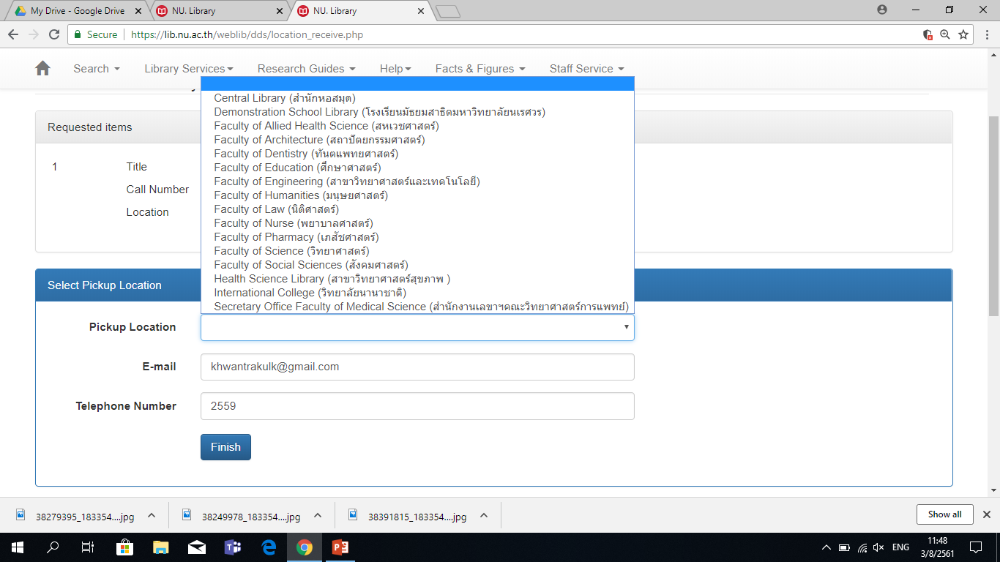 My Drive - Google Drive
NU. Library
NU. Library
Secure
https://lib.nu.ac.th/weblib/dds/location_receive.php
Search
Library Services
Research Guides
Help
Facts & Figures
Staff Service
Requested items
1
Title
Call Number
Location
Central Library (สำนักหอสมุด)
Demonstration School Library (โรงเรียนมัธยมสาธิตมหาวิทยาลัยนเรศวร)
Faculty of Allied Health Science (สหเวชศาสตร์)
Faculty of Architecture (สถาปัตยกรรมศาสตร์)
Faculty of Dentistry (ทันตแพทยศาสตร์)
Faculty of Education (ศึกษาศาสตร์)
Faculty of Engineering (สาขาวิทยาศาสตร์และเทคโนโลยี)
Faculty of Humanities (มนุษยศาสตร์)
Faculty of Law (นิติศาสตร์)
Faculty of Nurse (พยาบาลศาสตร์)
Faculty of Pharmacy (เภสัชศาสตร์)
Faculty of Science (วิทยาศาสตร์)
Faculty of Social Sciences (สังคมศาสตร์)
Health Science Library (สาขาวิทยาศาสตร์สุขภาพ )
International College (วิทยาลัยนานาชาติ)
Secretary Office Faculty of Medical Science (สำนักงานเลขาฯคณะวิทยาศาสตร์การแพทย์)
Select Pickup Location
Pickup Location
E-mail
khwantrakulk@gmail.com
Telephone Number
2559
Finish
38279395_183354....jpg
38249978_183354....jpg
38391815_183354....jpg
Show all
ENG
11:48
3/8/2561